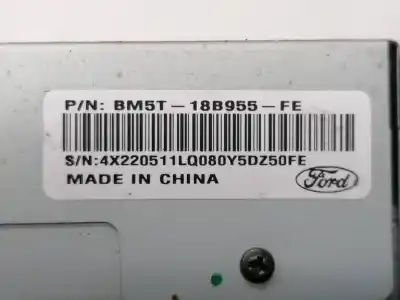 P/N: BM5T-18B955-FE
S/N:4X220511LQ080Y5DZ50FE
MADE IN CHINA
Ford